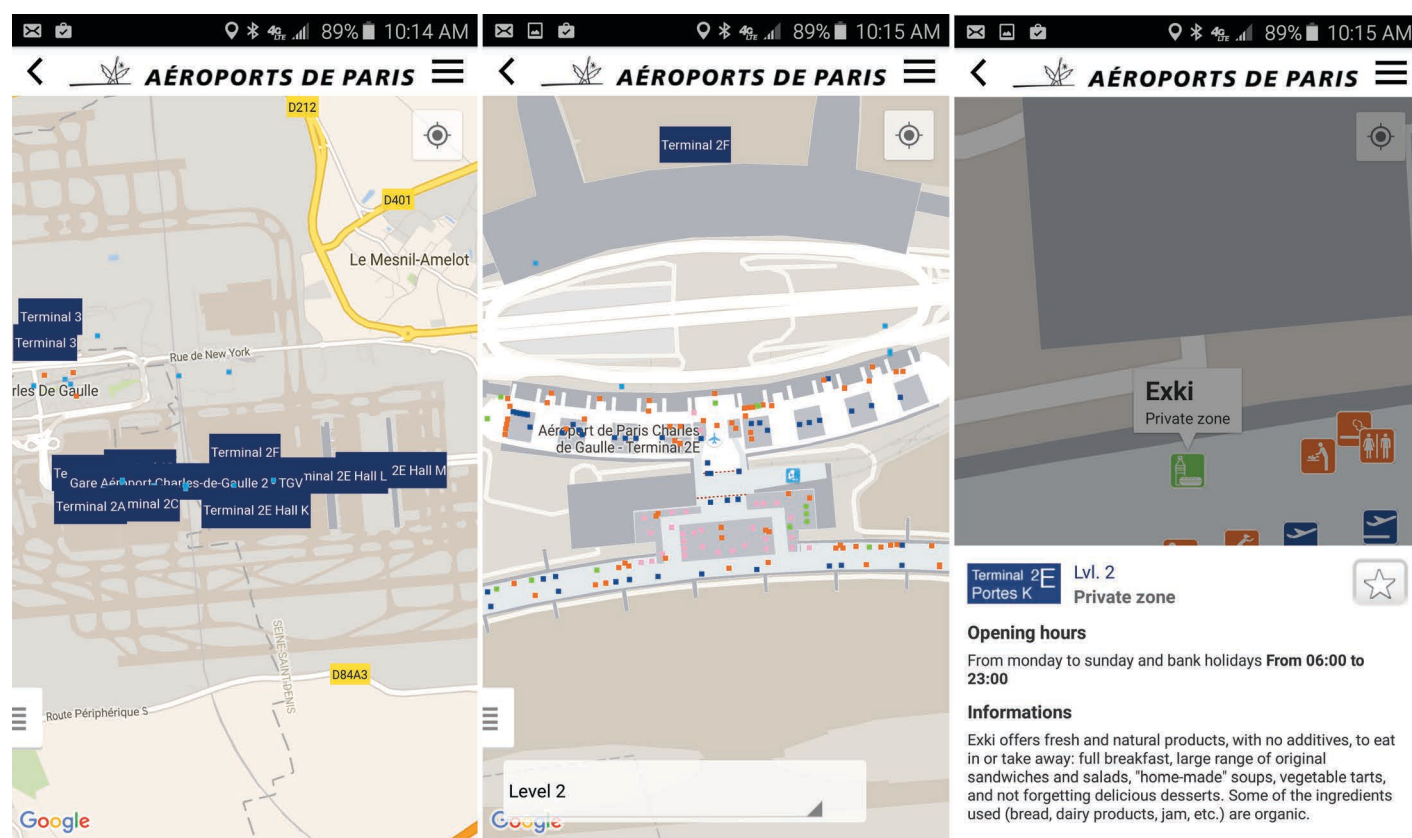 89% 10:14 AM
AÉROPORTS DE PARIS
D212
D401
Le Mesnil-Amelot
Terminal 3
Terminal 3
Rue de New York
rles De Gaulle
Terminal 2F
2E Hall M
Te
Gare Aéroport Charles-de-Gaulle 2 TGV
minal 2E Hall L
Terminal 2A
minal 2C
Terminal 2E Hall K
SEINE-SAINT-DENIS
D84A3
Route Périphérique S
Google
4G LTE 89% 10:15 AM
AÉROPORTS DE PARIS
Terminal 2F
Aéroport de Paris Charles
de Gaulle - Terminal 2E
Level 2
Google
4G LTE 89% 10:15 AM
AÉROPORTS DE PARIS
Exki
Private zone
Terminal 2E
Portes K
Lvl. 2
Private zone
Opening hours
From monday to sunday and bank holidays From 06:00 to
23:00
Informations
Exki offers fresh and natural products, with no additives, to eat
in or take away: full breakfast, large range of original
sandwiches and salads, "home-made" soups, vegetable tarts,
and not forgetting delicious desserts. Some of the ingredients
used (bread, dairy products, jam, etc.) are organic.